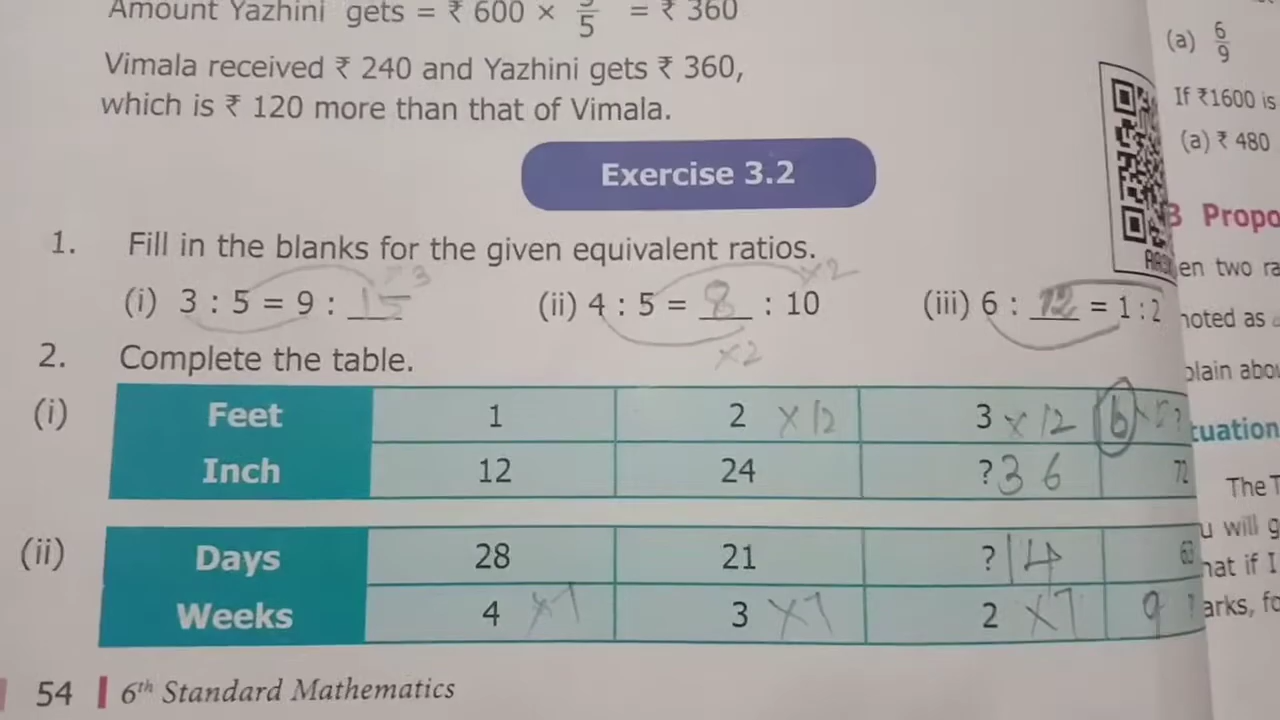 Amount Yazhini gets = ₹ 600 × 3/5 = ₹ 360
Vimala received ₹ 240 and Yazhini gets ₹ 360,
which is ₹ 120 more than that of Vimala.
Exercise 3.2
1. Fill in the blanks for the given equivalent ratios.
×3
×2
(i) 3 : 5 = 9 : 15
(ii) 4 : 5 = 8 : 10
(iii) 6 : 12 = 1 : 2
×2
2. Complete the table.
(i) Feet 1 2 ×12 3 ×12 6 ?
Inch 12 24 ? 36 72
(ii) Days 28 21 ? 14 63
Weeks 4 ×7 3 ×7 2 ×7 9 ?
54 6th Standard Mathematics
(a) 6/9
If ₹1600 is
(a) ₹ 480
Propo
en two ra
noted as
plain abou
tuation
The T
u will g
hat if I
arks, fo